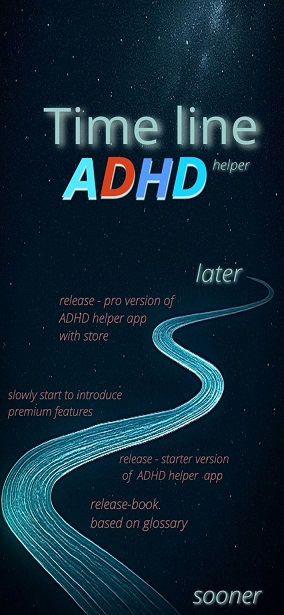 Time line
ADHD helper
later
release - pro version of
ADHD helper app
with store
slowly start to introduce
premium features
release - starter version
of ADHD helper app
release-book.
based on glossary
sooner